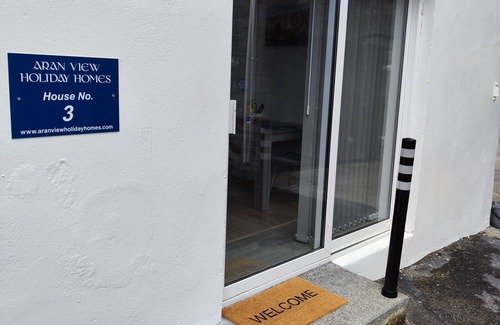 ARAN VIEW
HOLIDAY HOMES
House No.
3
www.aranviewholidayhomes.com
WELCOME